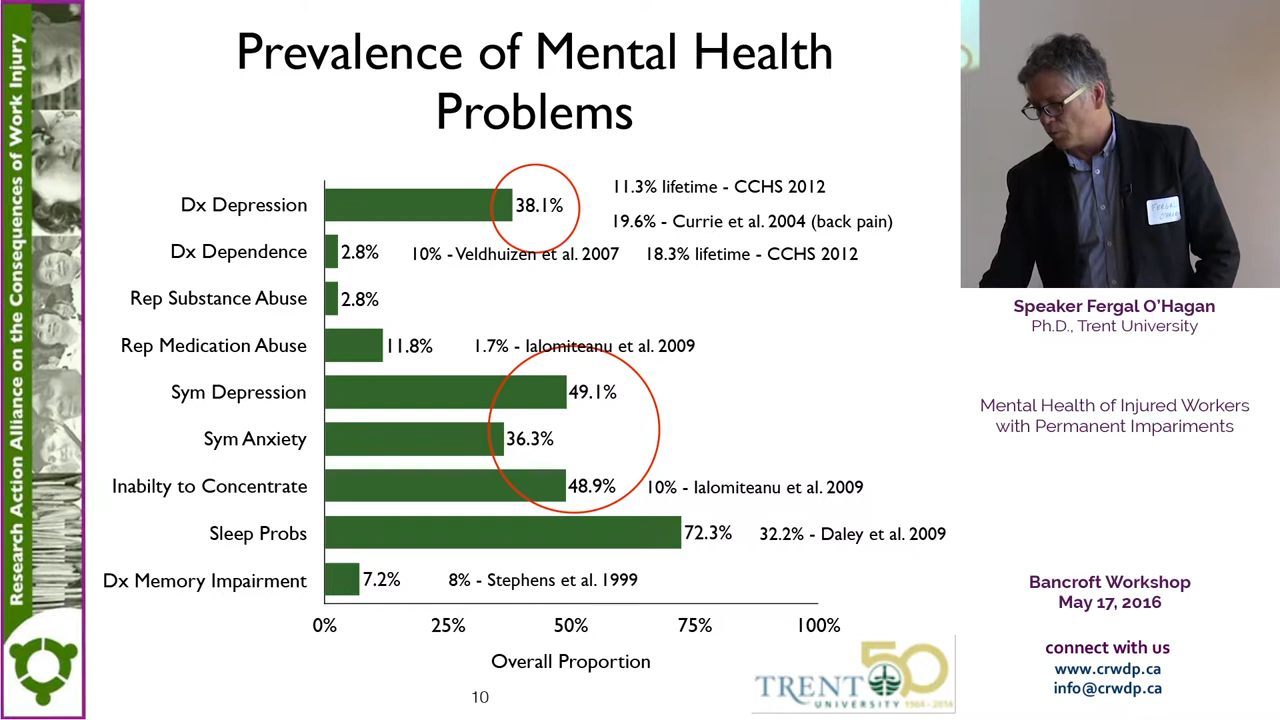 Research Action Alliance on the Consequences of Work Injury
Prevalence of Mental Health
Problems
Dx Depression
38.1%
11.3% lifetime - CCHS 2012
19.6% - Currie et al. 2004 (back pain)
Dx Dependence
2.8%
10% - Veldhuizen et al. 2007
18.3% lifetime - CCHS 2012
Rep Substance Abuse
2.8%
Rep Medication Abuse
11.8%
1.7% - Ialomiteanu et al. 2009
Sym Depression
49.1%
Sym Anxiety
36.3%
Inabilty to Concentrate
48.9%
10% - Ialomiteanu et al. 2009
Sleep Probs
72.3%
32.2% - Daley et al. 2009
Dx Memory Impairment
7.2%
8% - Stephens et al. 1999
0% 25% 50% 75% 100%
Overall Proportion
10
TRENT
UNIVERSITY
50
FERGAL
Speaker Fergal O'Hagan
Ph.D., Trent University
Mental Health of Injured Workers
with Permanent Impariments
Bancroft Workshop
May 17, 2016
connect with us
www.crwdp.ca
info@crwdp.ca